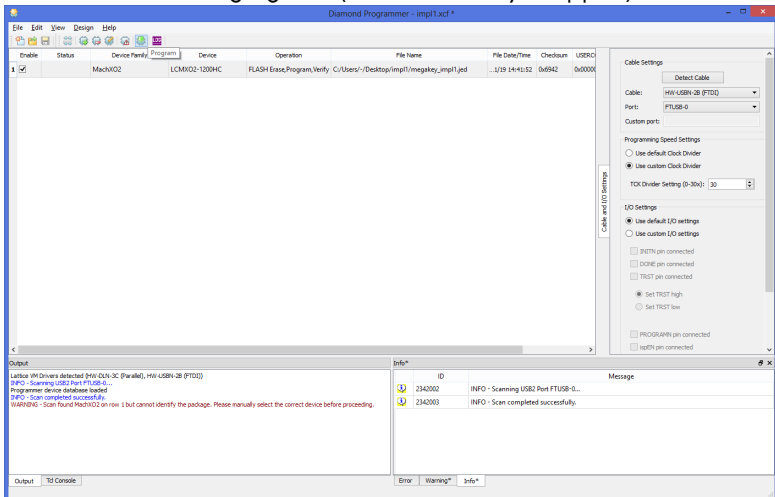 Diamond Programmer - impl1.xcf *
File Edit View Design Help
LOG
Program
Enable Status Device Family Device Operation File Name File Date/Time Checksum USERC
1 MachXO2 LCMXO2-1200HC FLASH Erase,Program,Verify C:/Users/-/Desktop/impl1/megakey_impl1.jed ...1/19 14:41:52 0x6942 0x0000
Cable and I/O Settings
Cable Settings
Detect Cable
Cable: HW-USBN-2B (FTDI)
Port: FTUSB-0
Custom port:
Programming Speed Settings
Use default Clock Divider
Use custom Clock Divider
TCK Divider Setting (0-30x): 30
I/O Settings
Use default I/O settings
Use custom I/O settings
INITN pin connected
DONE pin connected
TRST pin connected
Set TRST high
Set TRST low
PROGRAMN pin connected
ispEN pin connected
Output
Lattice VM Drivers detected (HW-DLN-3C (Parallel), HW-USBN-2B (FTDI))
INFO - Scanning USB2 Port FTUSB-0...
Programmer device database loaded
INFO - Scan completed successfully.
WARNING - Scan found MachXO2 on row 1 but cannot identify the package. Please manually select the correct device before proceeding.
Output Tcl Console
Info*
ID Message
2342002 INFO - Scanning USB2 Port FTUSB-0...
2342003 INFO - Scan completed successfully.
Error Warning* Info*